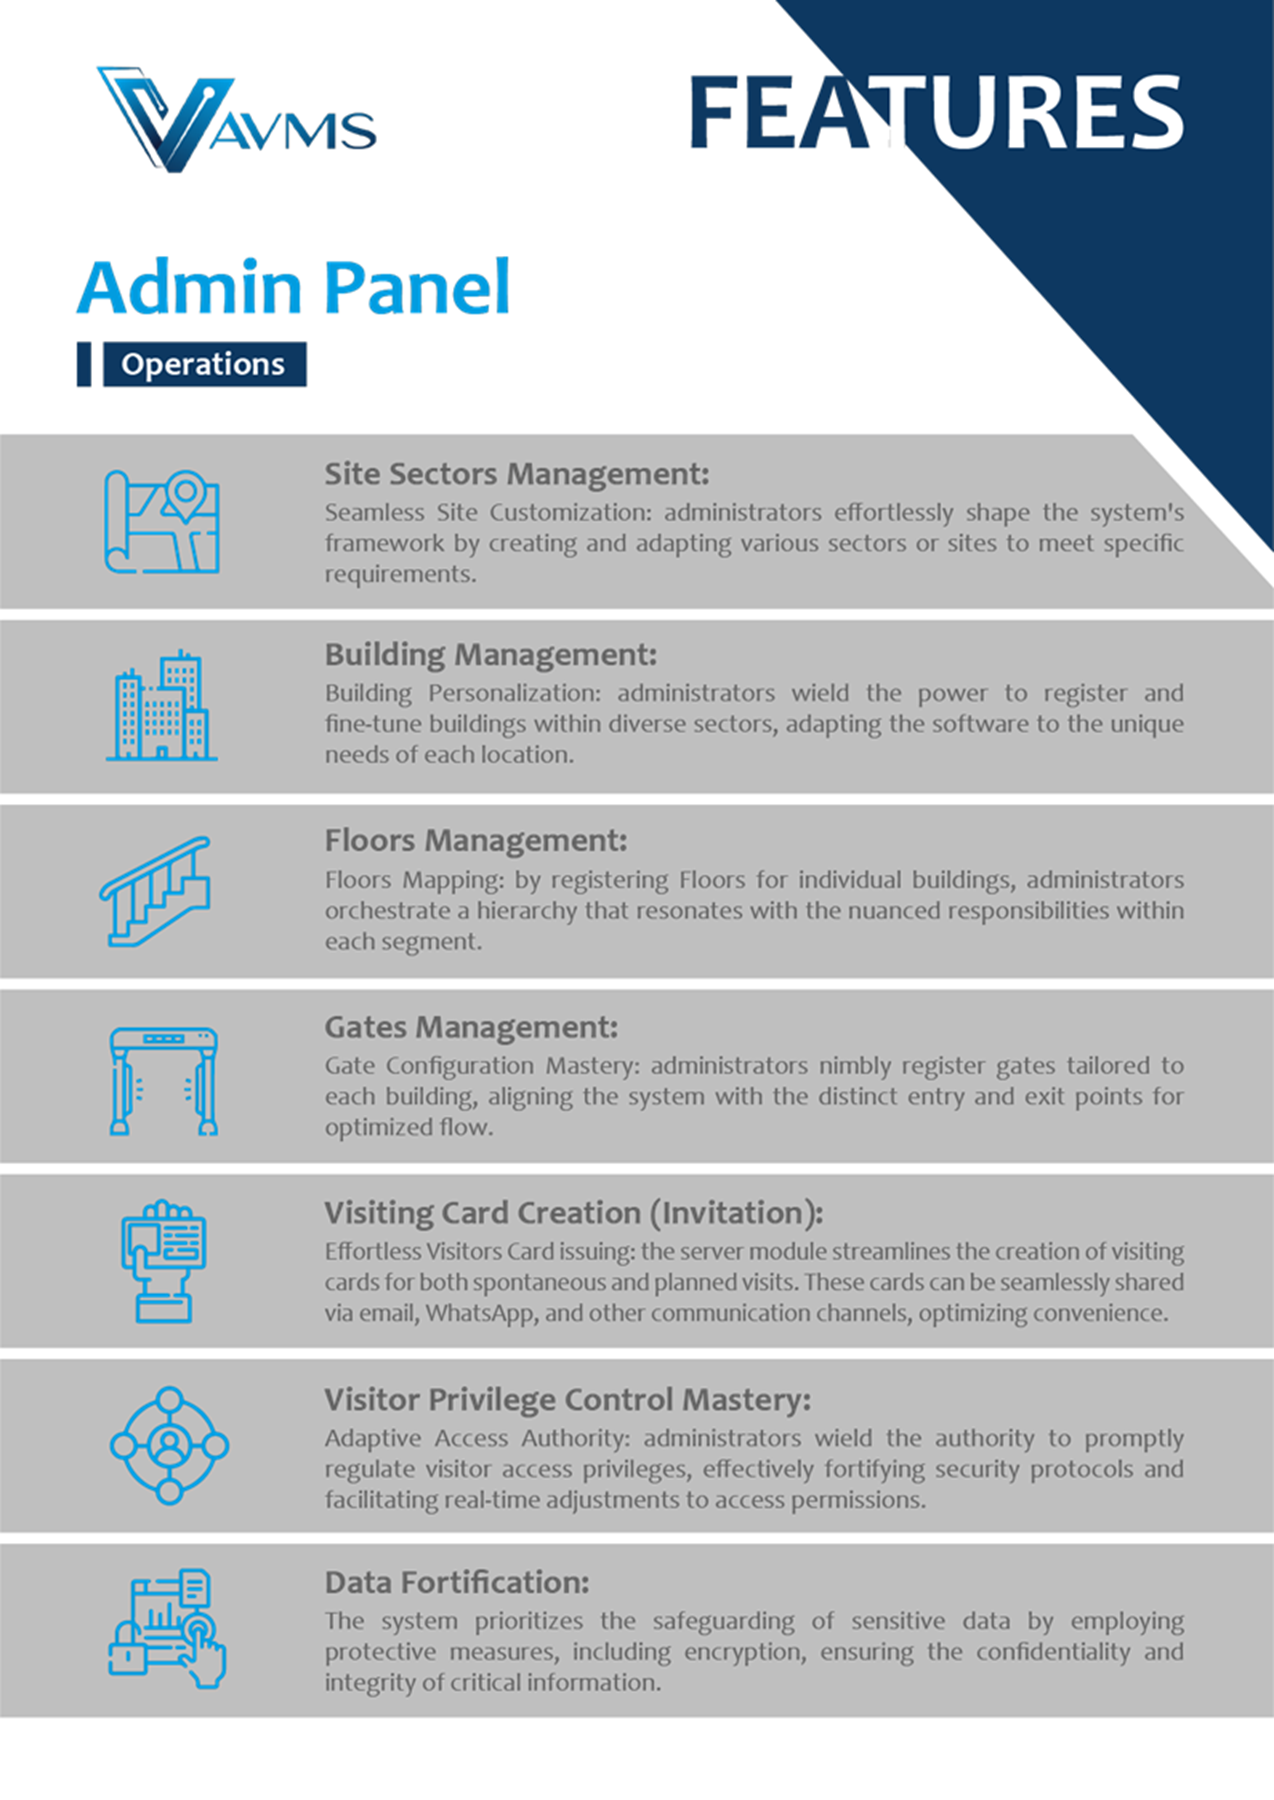 AVMS
FEATURES
Admin Panel
Operations
Site Sectors Management:
Seamless Site Customization: administrators effortlessly shape the system's
framework by creating and adapting various sectors or sites to meet specific
requirements.
Building Management:
Building Personalization: administrators wield the power to register and
fine-tune buildings within diverse sectors, adapting the software to the unique
needs of each location.
Floors Management:
Floors Mapping: by registering Floors for individual buildings, administrators
orchestrate a hierarchy that resonates with the nuanced responsibilities within
each segment.
Gates Management:
Gate Configuration Mastery: administrators nimbly register gates tailored to
each building, aligning the system with the distinct entry and exit points for
optimized flow.
Visiting Card Creation (Invitation):
Effortless Visitors Card issuing: the server module streamlines the creation of visiting
cards for both spontaneous and planned visits. These cards can be seamlessly shared
via email, WhatsApp, and other communication channels, optimizing convenience.
Visitor Privilege Control Mastery:
Adaptive Access Authority: administrators wield the authority to promptly
regulate visitor access privileges, effectively fortifying security protocols and
facilitating real-time adjustments to access permissions.
Data Fortification:
The system prioritizes the safeguarding of sensitive data by employing
protective measures, including encryption, ensuring the confidentiality and
integrity of critical information.